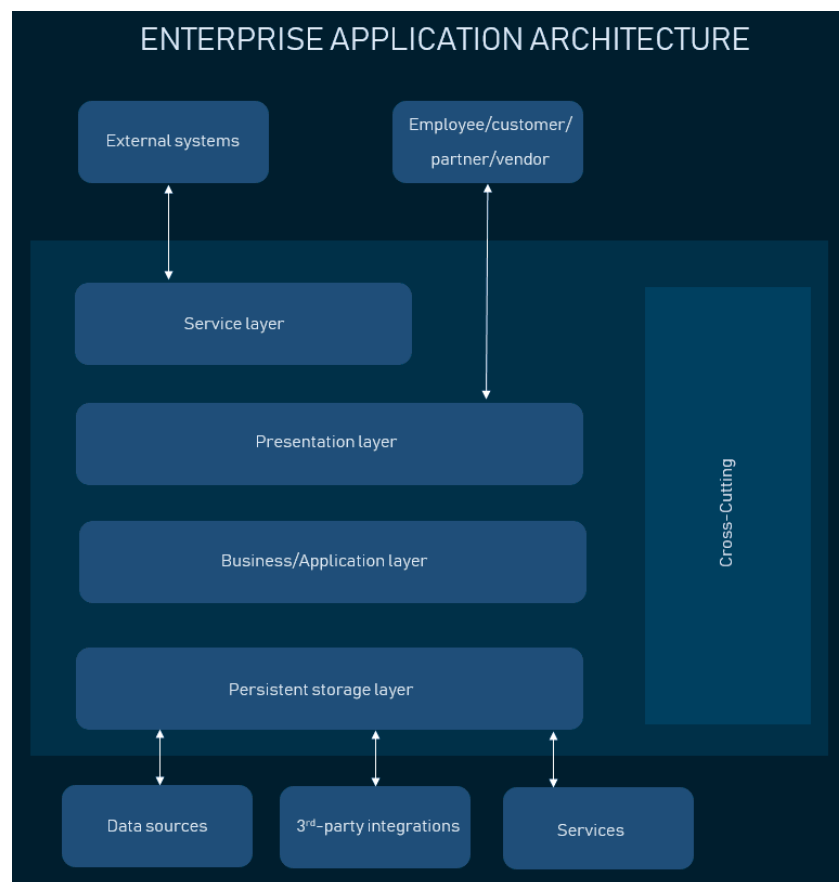 ENTERPRISE APPLICATION ARCHITECTURE
External systems
Employee/customer/
partner/vendor
Service layer
Presentation layer
Business/Application layer
Persistent storage layer
Cross-Cutting
Data sources
3rd-party integrations
Services